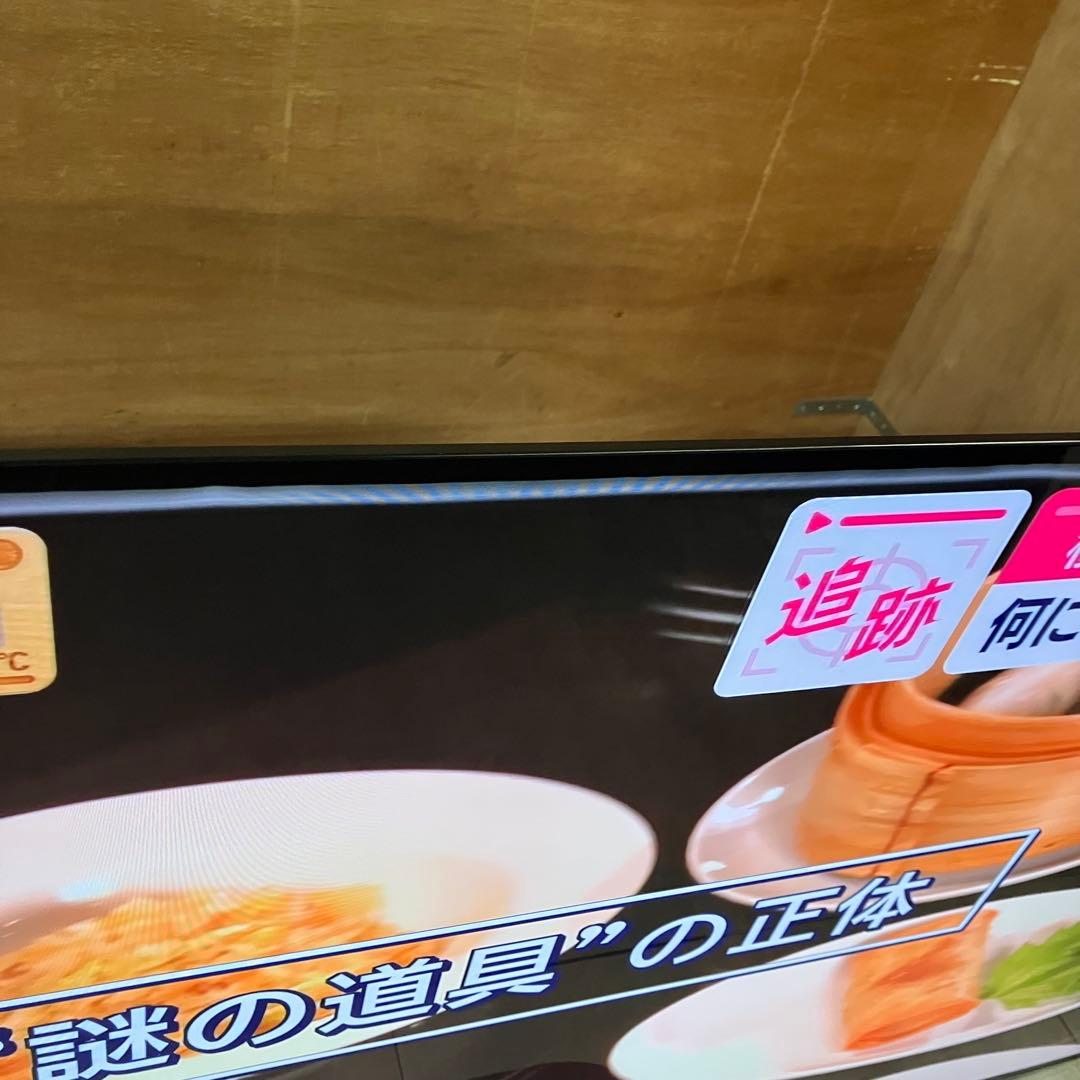 ℃
追跡
何に
“謎の道具”の正体